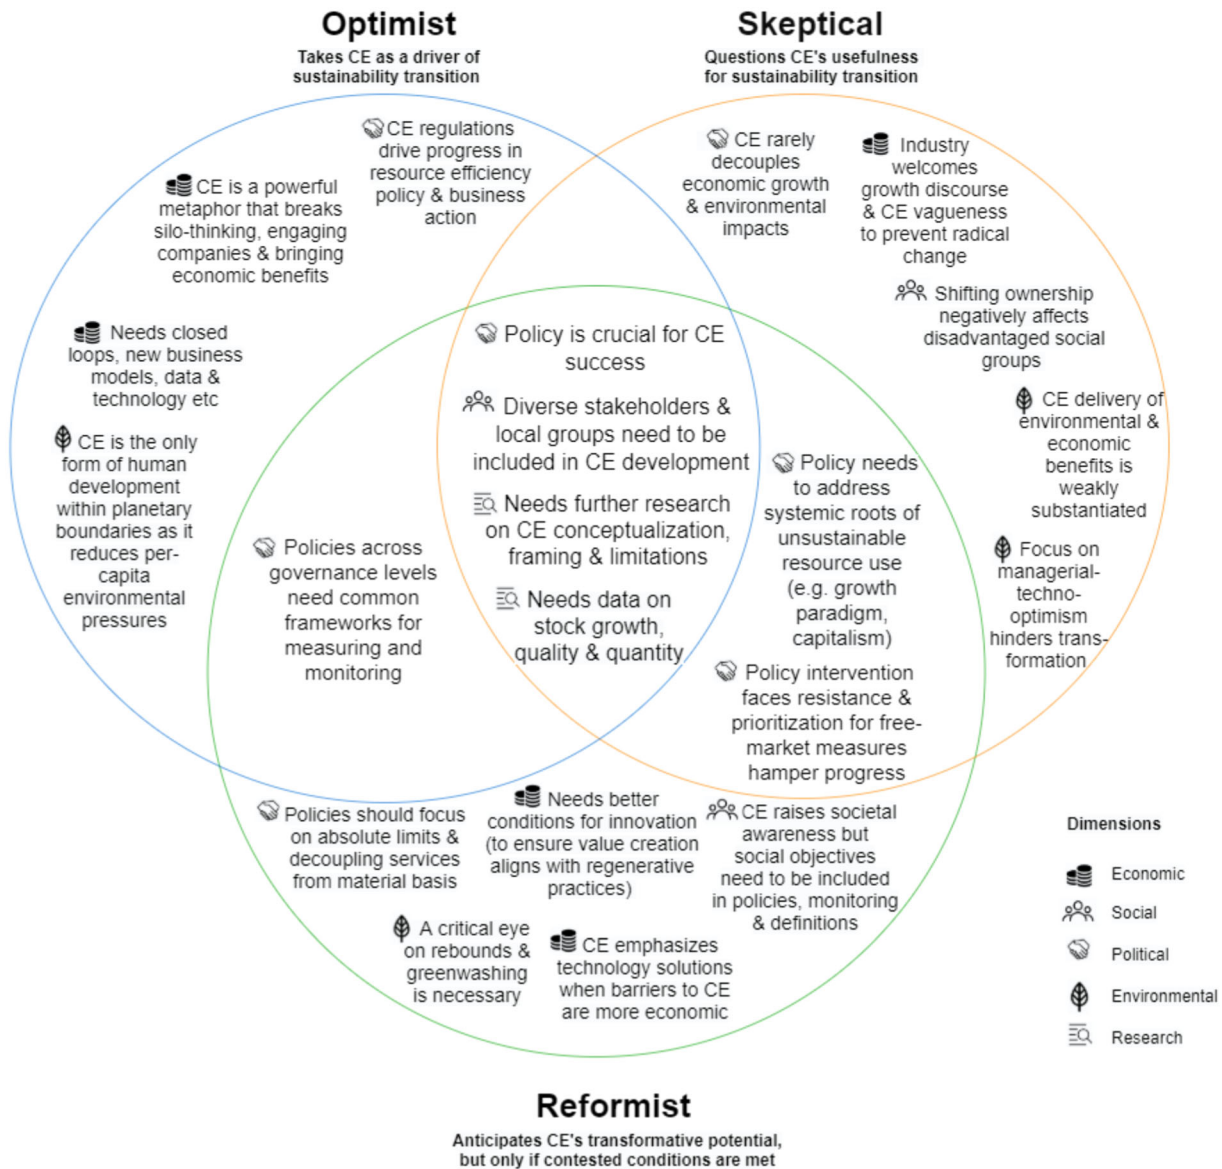 Optimist
Takes CE as a driver of
sustainability transition
Skeptical
Questions CE's usefulness
for sustainability transition
CE regulations
drive progress in
resource efficiency
policy & business
action
CE is a powerful
metaphor that breaks
silo-thinking, engaging
companies & bringing
economic benefits
Needs closed
loops, new business
models, data &
technology etc
CE is the only
form of human
development
within planetary
boundaries as it
reduces per-
capita
environmental
pressures
CE rarely
decouples
economic growth
& environmental
impacts
Industry
welcomes
growth discourse
& CE vagueness
to prevent radical
change
Shifting ownership
negatively affects
disadvantaged social
groups
CE delivery of
environmental &
economic
benefits is
weakly
substantiated
Focus on
managerial-
techno-
optimism
hinders trans-
formation
Policy is crucial for CE
success
Diverse stakeholders &
local groups need to be
included in CE development
Needs further research
on CE conceptualization,
framing & limitations
Needs data on
stock growth,
quality & quantity
Policies across
governance levels
need common
frameworks for
measuring and
monitoring
Policy needs
to address
systemic roots of
unsustainable
resource use
(e.g. growth
paradigm,
capitalism)
Policy intervention
faces resistance &
prioritization for free-
market measures
hamper progress
Policies should focus
on absolute limits &
decoupling services
from material basis
Needs better
conditions for innovation
(to ensure value creation
aligns with regenerative
practices)
CE raises societal
awareness but
social objectives
need to be included
in policies, monitoring
& definitions
A critical eye
on rebounds &
greenwashing
is necessary
CE emphasizes
technology solutions
when barriers to CE
are more economic
Dimensions
Economic
Social
Political
Environmental
Research
Reformist
Anticipates CE's transformative potential,
but only if contested conditions are met